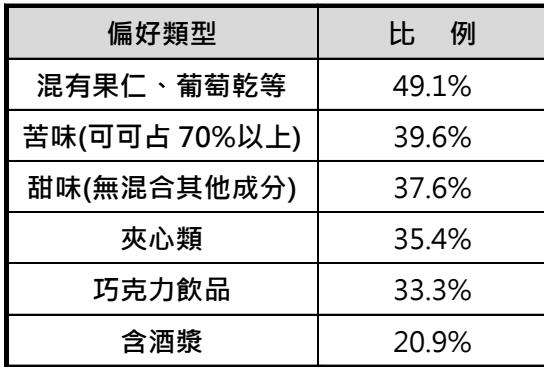 偏好類型 比 例
混有果仁、葡萄乾等 49.1%
苦味(可可占 70%以上) 39.6%
甜味(無混合其他成分) 37.6%
夾心類 35.4%
巧克力飲品 33.3%
含酒漿 20.9%